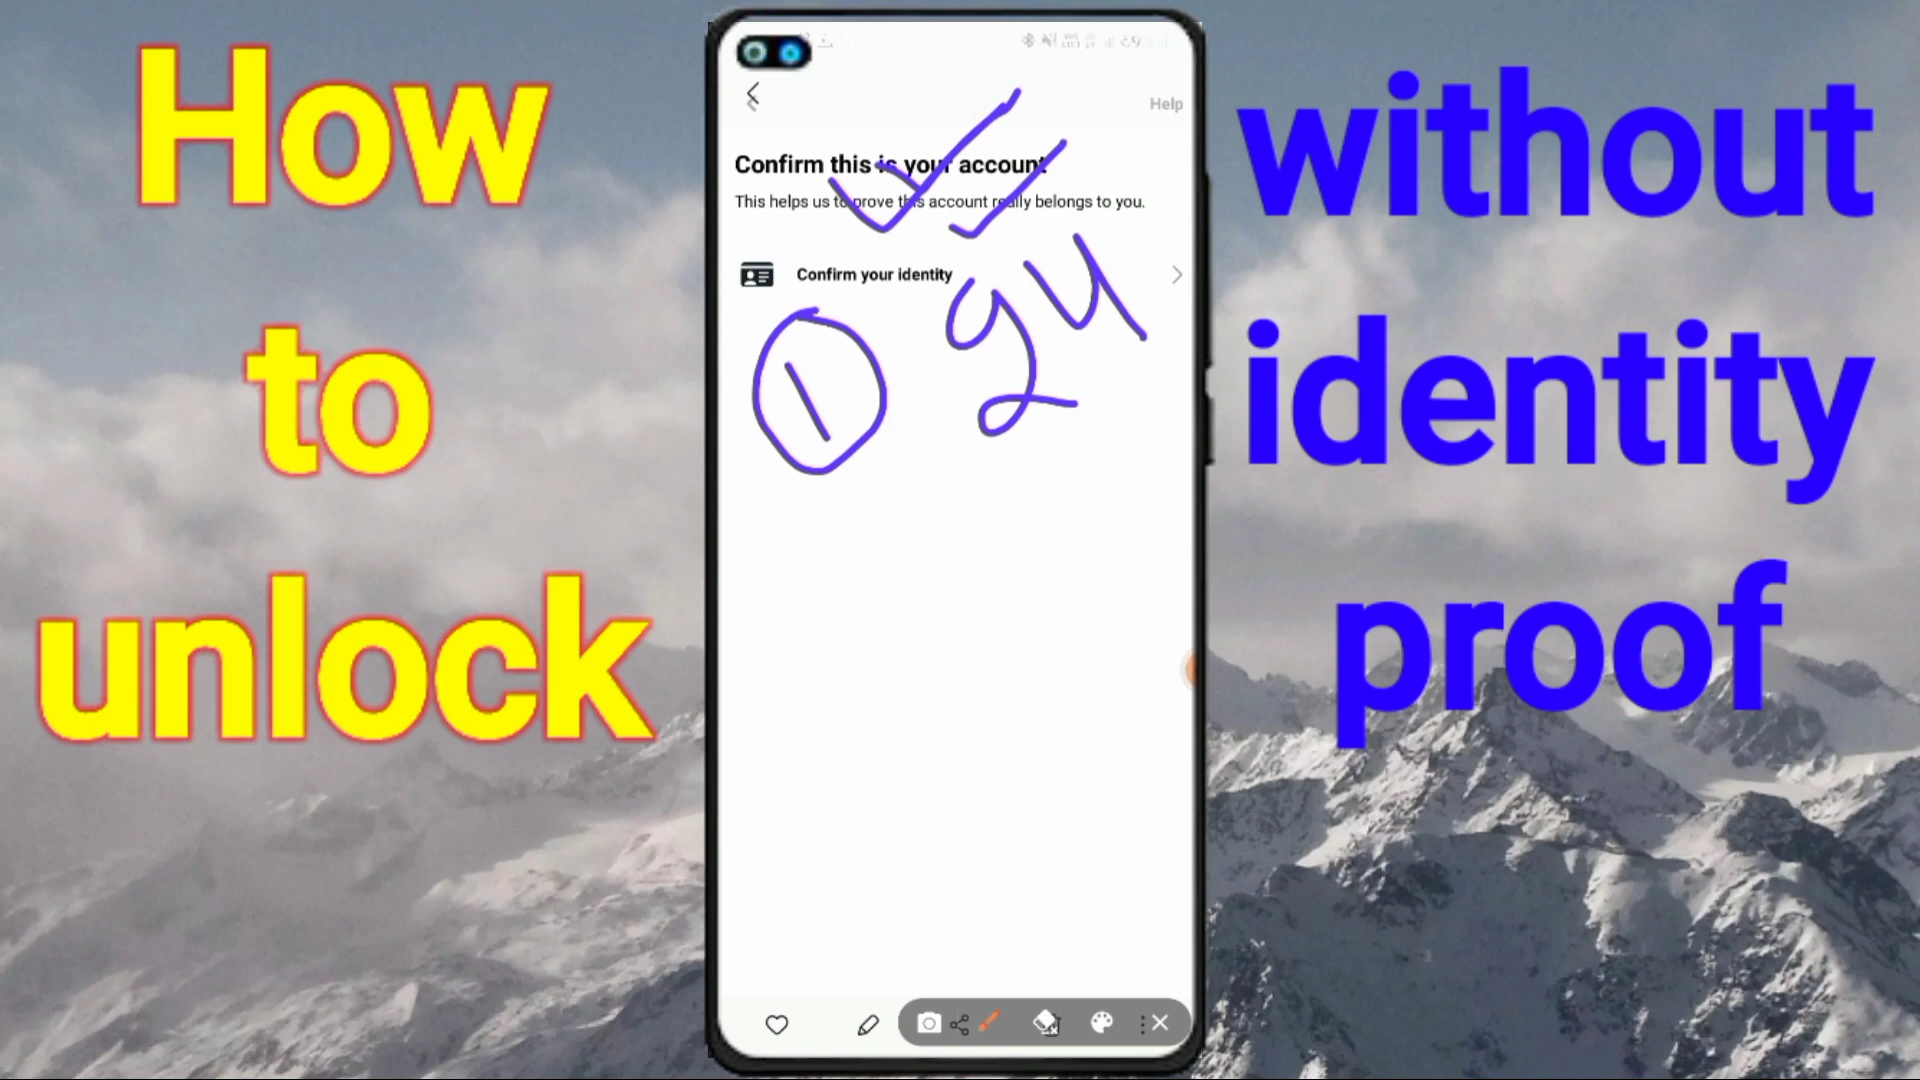 How
to
unlock
Help
Confirm this is your account
This helps us to prove this account really belongs to you.
Confirm your identity
1
without
identity
proof